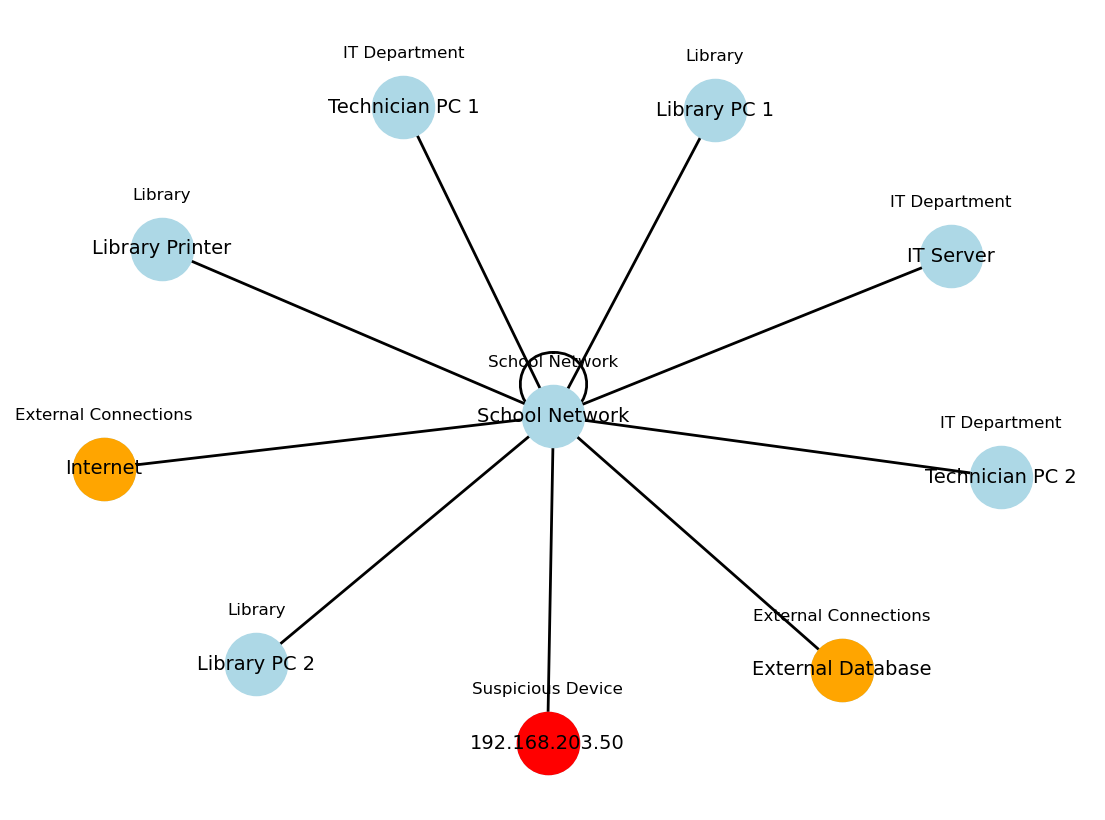 IT Department
Technician PC 1
Library
Library PC 1
Library
Library Printer
IT Department
IT Server
School Network
School Network
External Connections
Internet
IT Department
Technician PC 2
Library
Library PC 2
External Connections
External Database
Suspicious Device
192.168.203.50